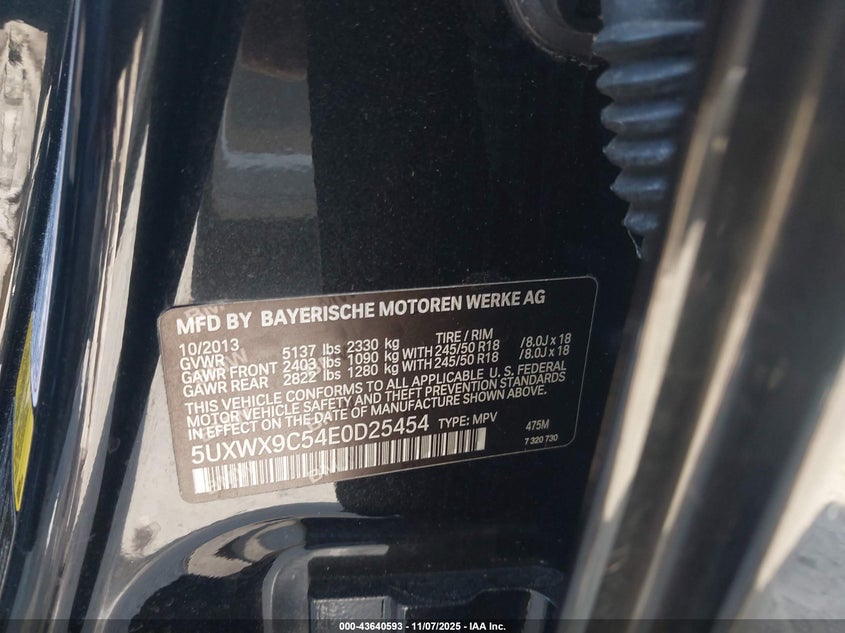 MFD BY BAYERISCHE MOTOREN WERKE AG
10/2013 TIRE / RIM
GVWR 5137 lbs 2330 kg
GAWR FRONT 2403 lbs 1090 kg WITH 245/50 R18 /8.0J x 18
GAWR REAR 2822 lbs 1280 kg WITH 245/50 R18 /8.0J x 18
THIS VEHICLE CONFORMS TO ALL APPLICABLE U. S. FEDERAL
MOTOR VEHICLE SAFETY AND THEFT PREVENTION STANDARDS
IN EFFECT ON THE DATE OF MANUFACTURE SHOWN ABOVE.
5UXWX9C54E0D25454 TYPE: MPV 475M
7 320 730
000-43640593 - 11/07/2025 - IAA Inc.